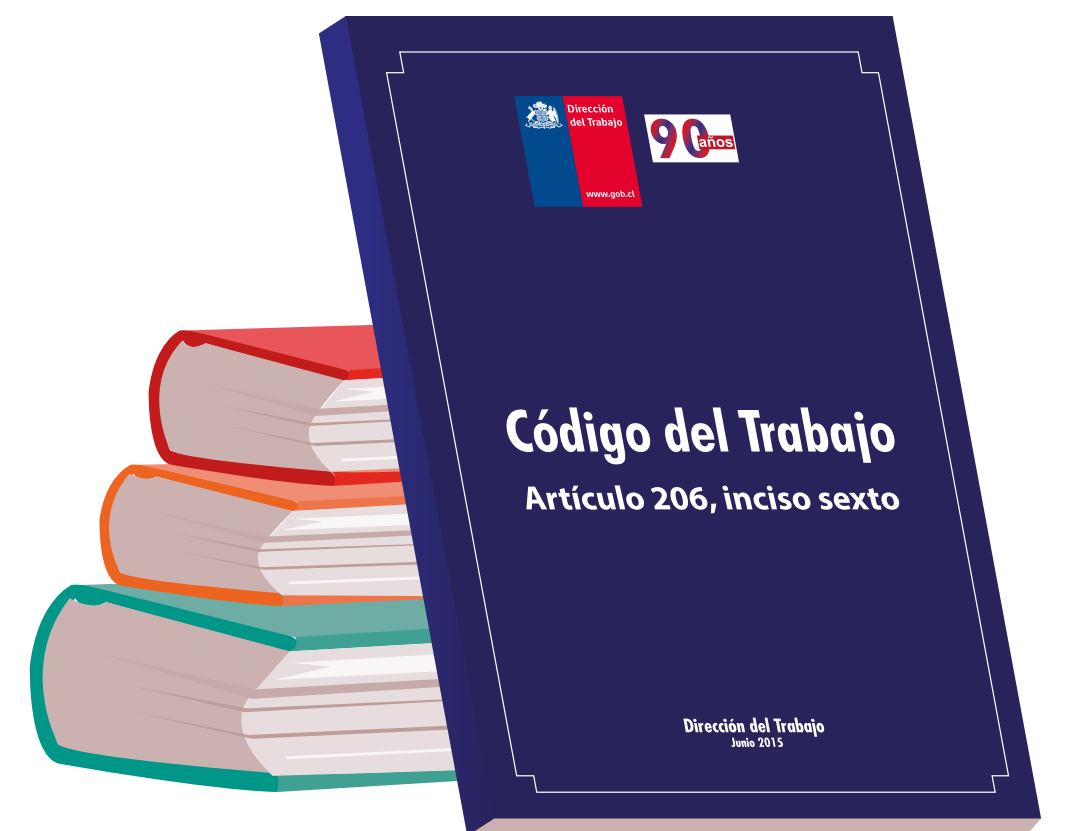 Dirección
del Trabajo
www.gob.cl
90
años
Código del Trabajo
Artículo 206, inciso sexto
Dirección del Trabajo
Junio 2015